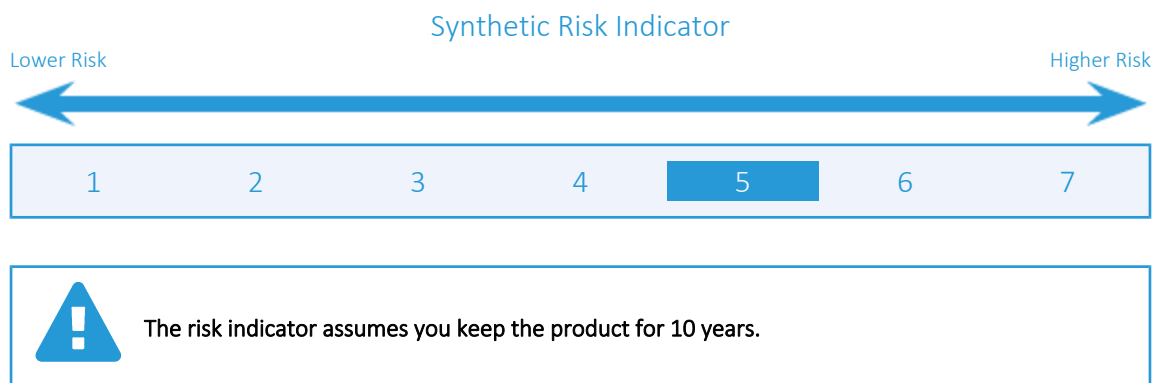 Synthetic Risk Indicator
Lower Risk Higher Risk
1 2 3 4 5 6 7
The risk indicator assumes you keep the product for 10 years.